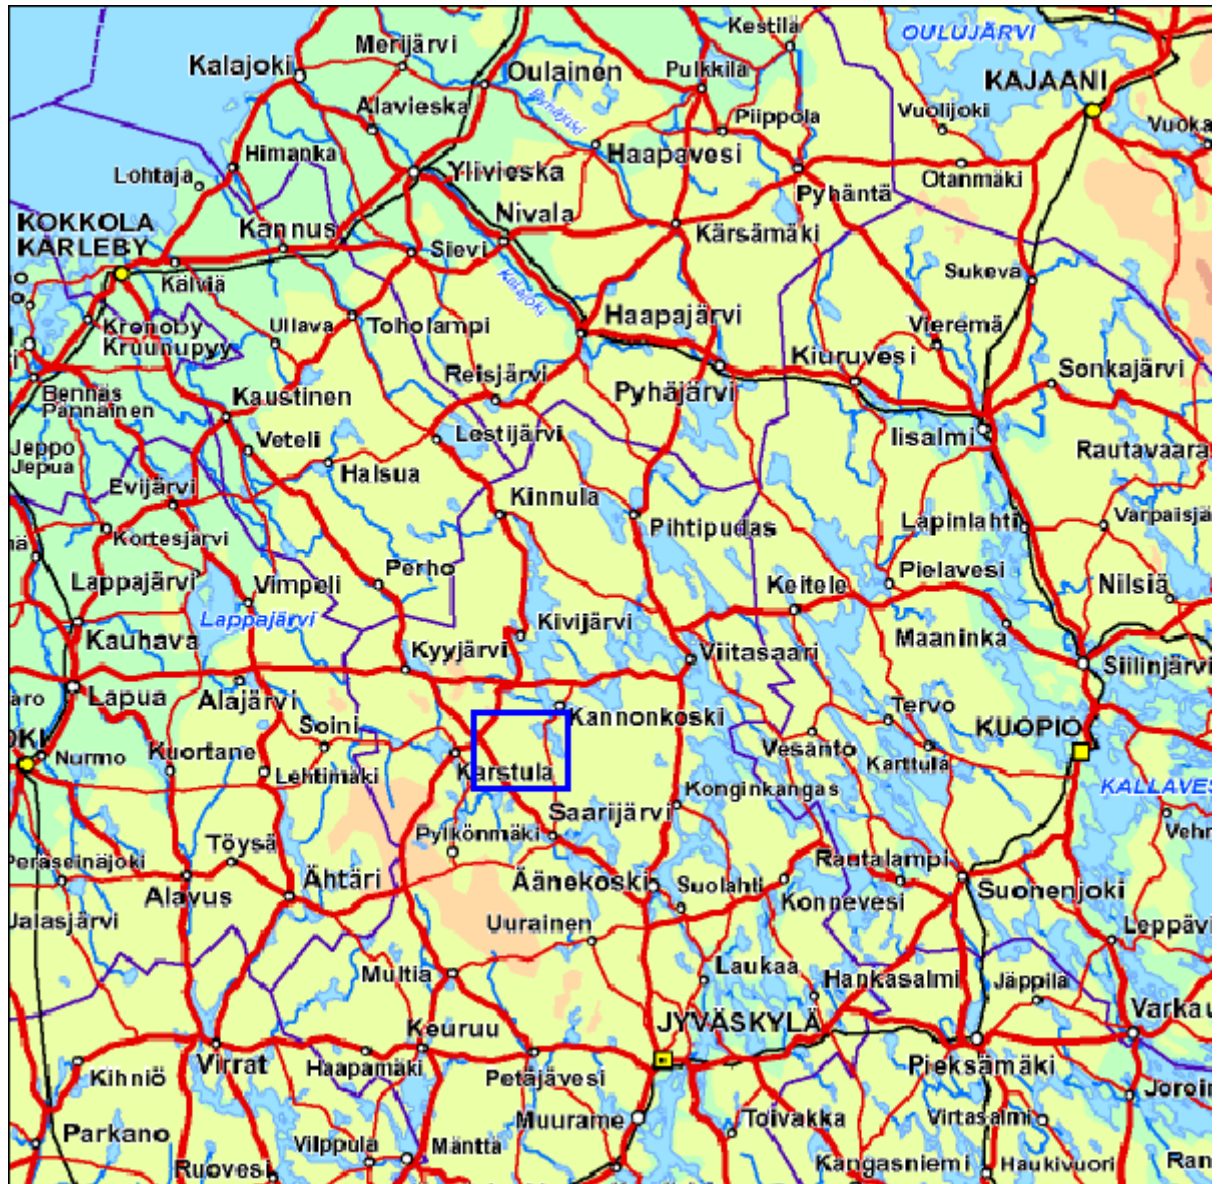 Kestilä
OULUJÄRVI
Merijärvi
Kalajoki
Oulainen
Pulkkila
KAJAANI
Alavieska
Pyhäjoki
Piippola
Vuolijoki
Vuoka
Himanka
Haapavesi
Lohtaja
Ylivieska
Otanmäki
Pyhäntä
KOKKOLA
KARLEBY
Kannus
Nivala
Kärsämäki
Sievi
Kälviä
Kalajoki
Sukeva
Kronoby
Kruunupyy
Ullava
Toholampi
Haapajärvi
Vieremä
Kiuruvesi
Reisjärvi
Pyhäjärvi
Sonkajärvi
Bennäs
Pännäinen
Kaustinen
Jeppo
Jepua
Veteli
Lestijärvi
Iisalmi
Rautavaara
Halsua
Evijärvi
Kinnula
Pihtipudas
Lapinlahti
Varpaisjä
Kortesjärvi
Lappajärvi
Vimpeli
Perho
Keitele
Pielavesi
Nilsiä
Lappajärvi
Kauhava
Kivijärvi
Maaninka
Kyyjärvi
Viitasaari
Siilinjärvi
aro
Lapua
Alajärvi
Kannonkoski
Tervo
Soini
KUOPIO
OKI
Nurmo
Kuortane
Lehtimäki
Karstula
Vesanto
Karttula
Konginkangas
KALLAVES
Saarijärvi
Pylkönmäki
Vehm
Peräseinäjoki
Töysä
Rautalampi
Alavus
Ähtäri
Äänekoski
Suolahti
Suonenjoki
Konnevesi
Jalasjärvi
Uurainen
Leppävi
Multia
Laukaa
Hankasalmi
Jäppilä
JYVÄSKYLÄ
Varkau
Keuruu
Virrat
Haapamäki
Petäjävesi
Pieksämäki
Kihniö
Joroin
Muurame
Toivakka
Virtasalmi
Parkano
Vilppula
Mänttä
Ruovesi
Kangasniemi
Haukivuori
Ran